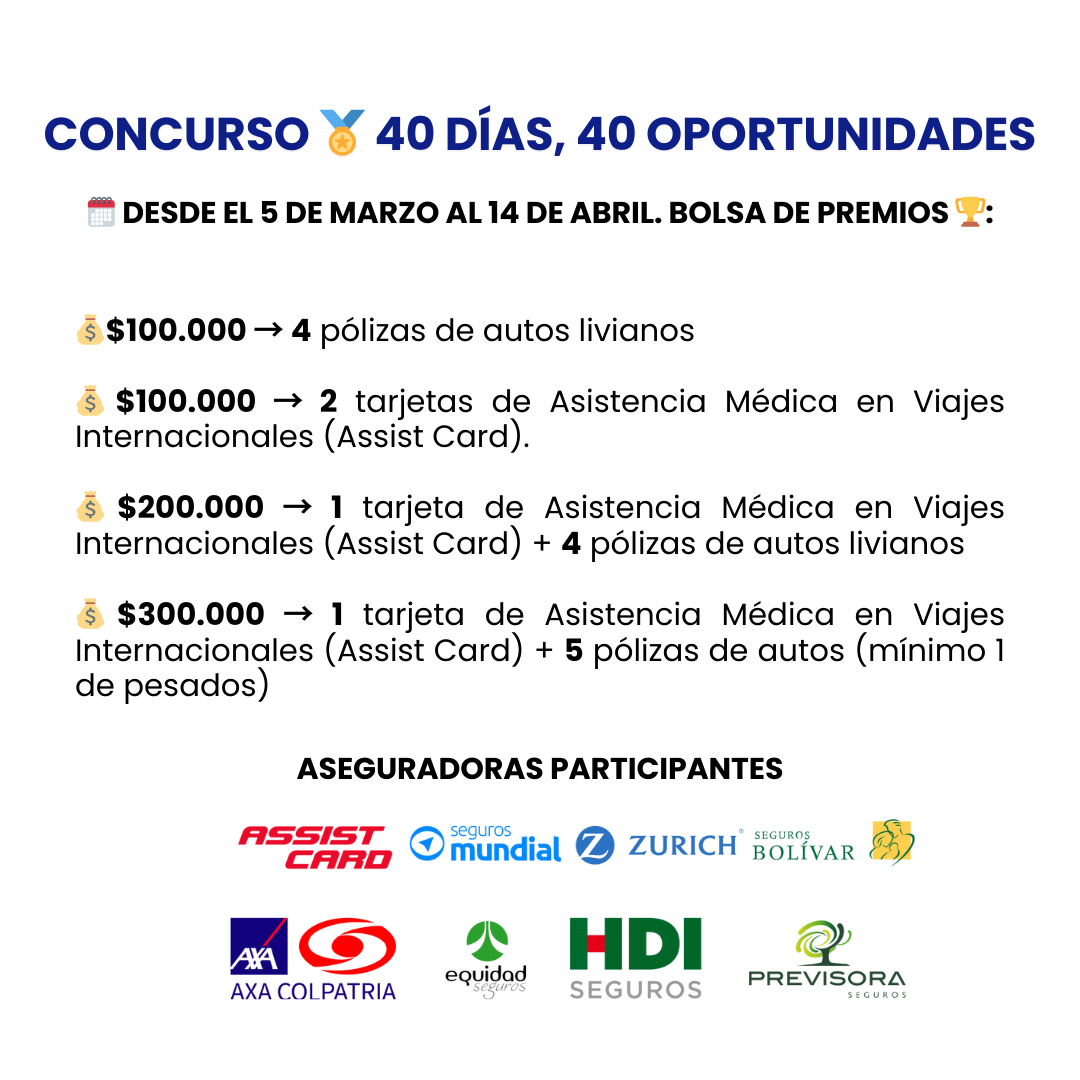 CONCURSO 🏅 40 DÍAS, 40 OPORTUNIDADES
🗓️ DESDE EL 5 DE MARZO AL 14 DE ABRIL. BOLSA DE PREMIOS 🏆:
💰$100.000 → 4 pólizas de autos livianos
💰 $100.000 → 2 tarjetas de Asistencia Médica en Viajes
Internacionales (Assist Card).
💰 $200.000 → 1 tarjeta de Asistencia Médica en Viajes
Internacionales (Assist Card) + 4 pólizas de autos livianos
💰 $300.000 → 1 tarjeta de Asistencia Médica en Viajes
Internacionales (Assist Card) + 5 pólizas de autos (mínimo 1
de pesados)
ASEGURADORAS PARTICIPANTES
ASSIST
CARD
seguros
mundial
Z ZURICH®
SEGUROS
BOLÍVAR
AXA
AXA COLPATRIA
equidad
seguros
HDI
SEGUROS
PREVISORA
SEGUROS